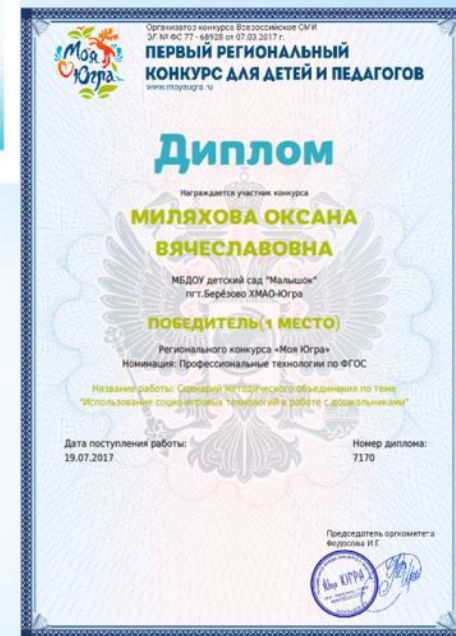 Моя
Югра
Организатор конкурса Всероссийское СМИ
ЭЛ № ФС 77 - 68928 от 07.03.2017 г.
ПЕРВЫЙ РЕГИОНАЛЬНЫЙ
КОНКУРС ДЛЯ ДЕТЕЙ И ПЕДАГОГОВ
www.moyaugra.ru
Диплом
Награждается участник конкурса
МИЛЯХОВА ОКСАНА
ВЯЧЕСЛАВОВНА
МБДОУ детский сад "Малышок"
пгт.Берёзово ХМАО-Югра
ПОБЕДИТЕЛЬ(1 МЕСТО)
Регионального конкурса «Моя Югра»
Номинация: Профессиональные технологии по ФГОС
Название работы: Сценарий методического объединения по теме
"Использование социо-игровых технологий в работе с дошкольниками"
Дата поступления работы:
19.07.2017
Номер диплома:
7170
Председатель оргкомитета
Федосова И.Г.